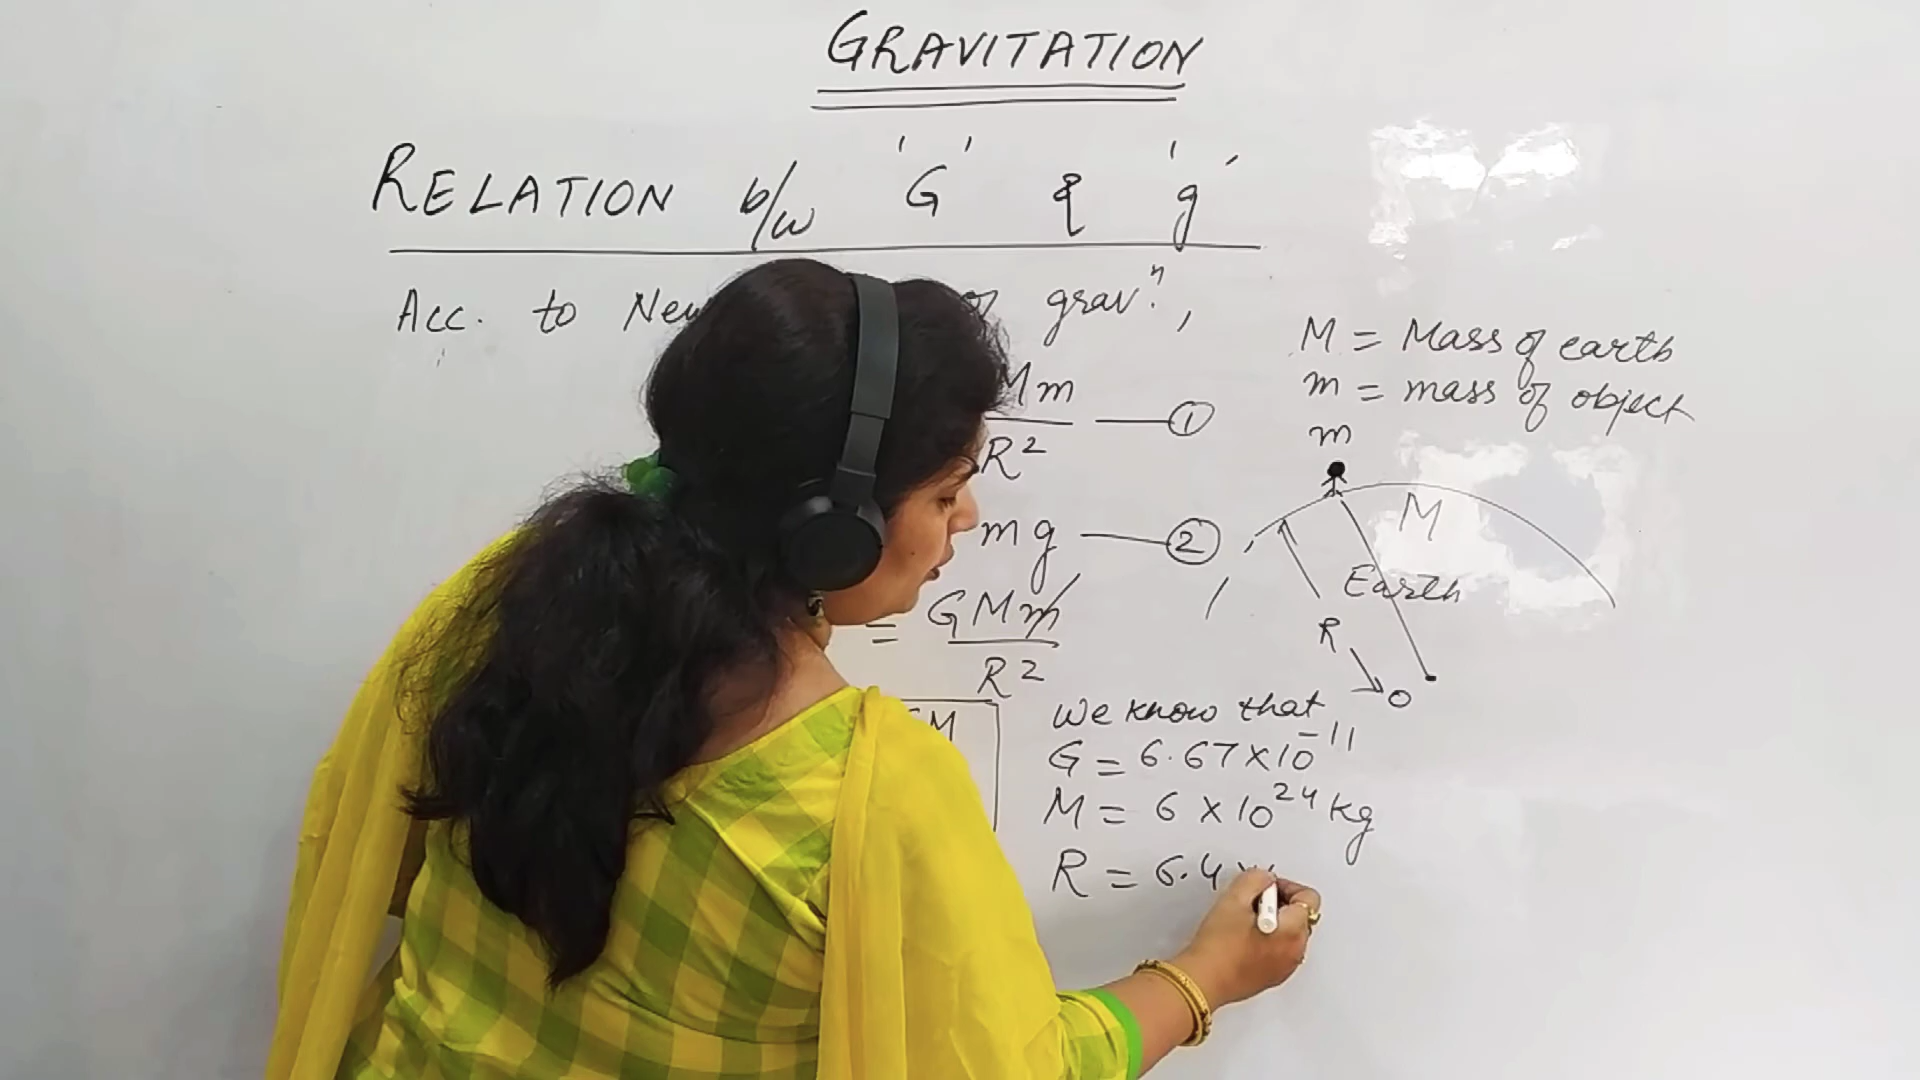 GRAVITATION
RELATION b/w 'G' & 'g'
Acc. to grav.ⁿ,
M = Mass of earth
m = mass of object
Mm
R² ①
mg ②
= GMm
R²
m
M
Earth
R
O
We know that
G = 6.67×10⁻¹¹
M = 6×10²⁴ kg
R = 6.4×